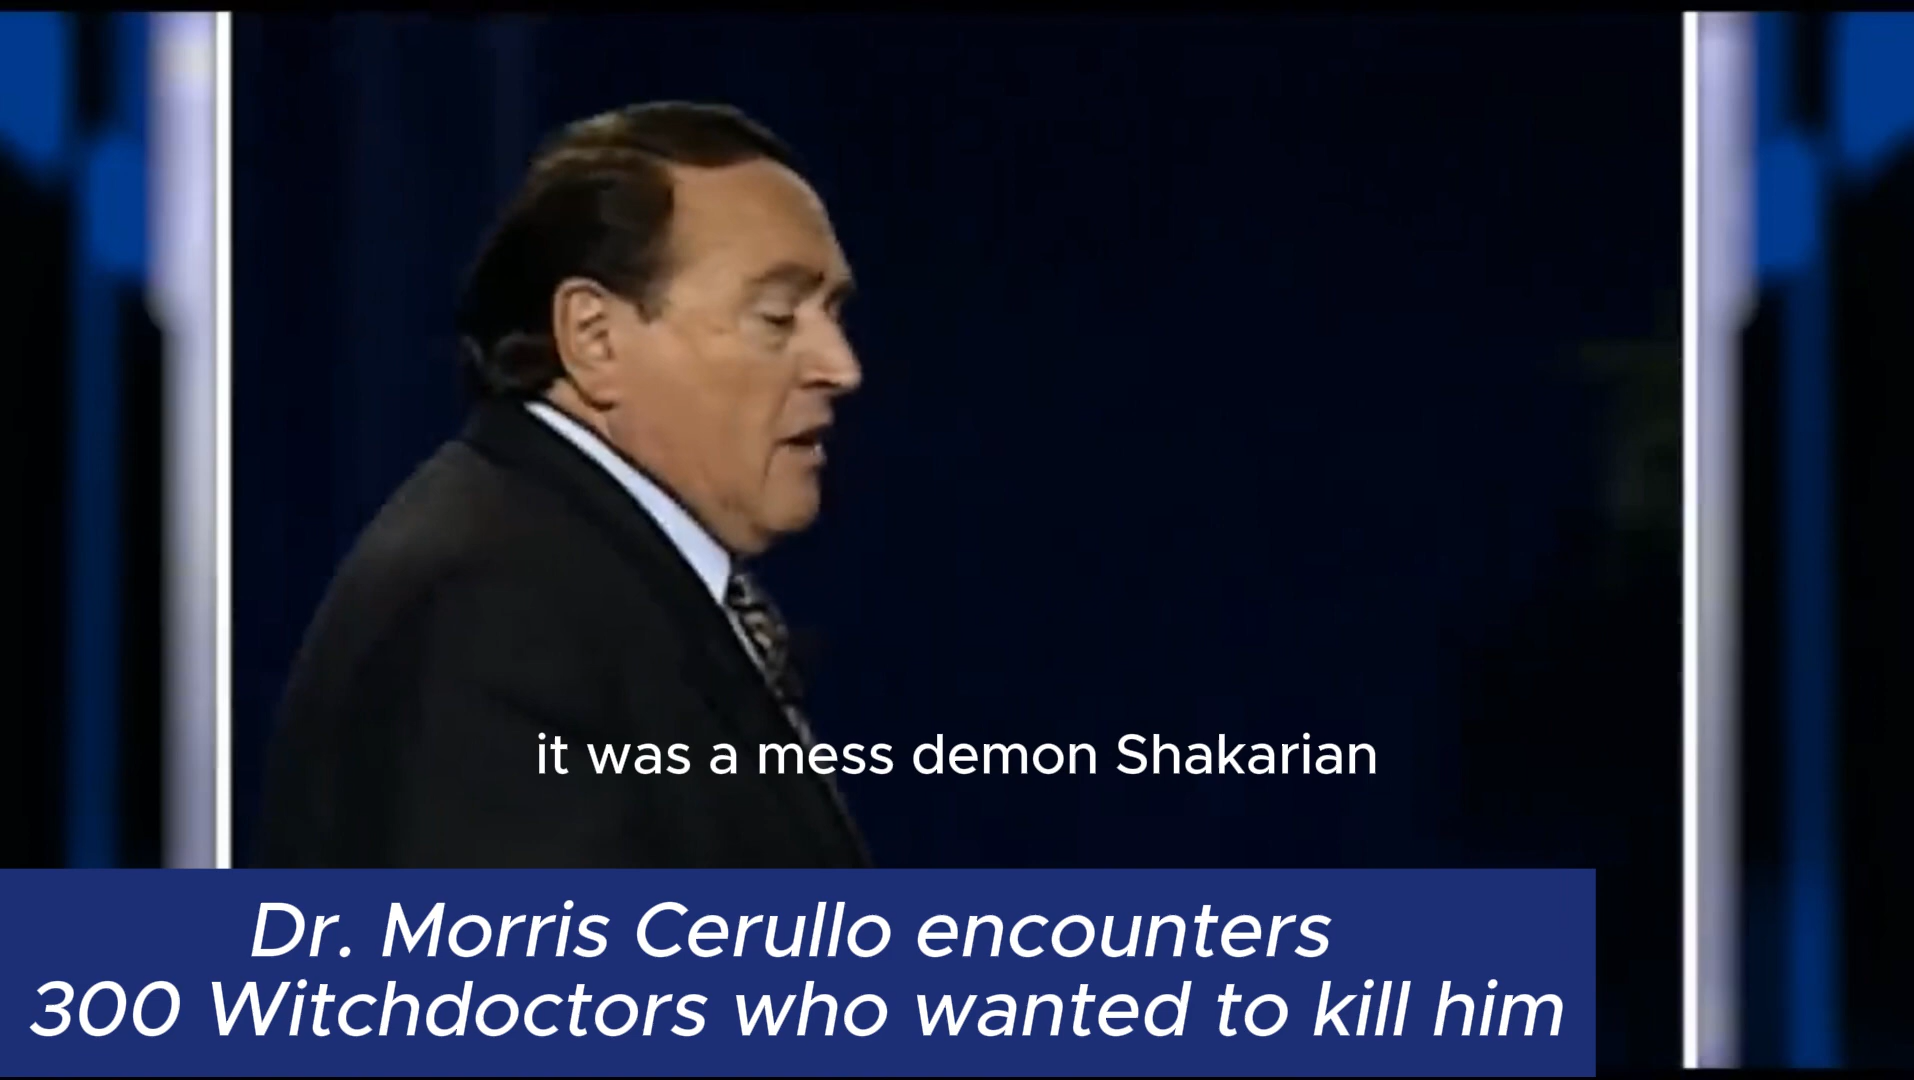 it was a mess demon Shakarian
Dr. Morris Cerullo encounters
300 Witchdoctors who wanted to kill him